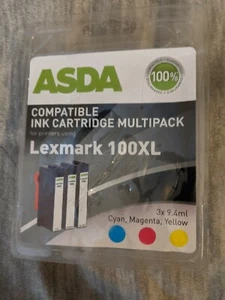 ASDA
100%
COMPATIBLE
INK CARTRIDGE MULTIPACK
for printers using
Lexmark 100XL
3x 9.4ml
Cyan, Magenta, Yellow